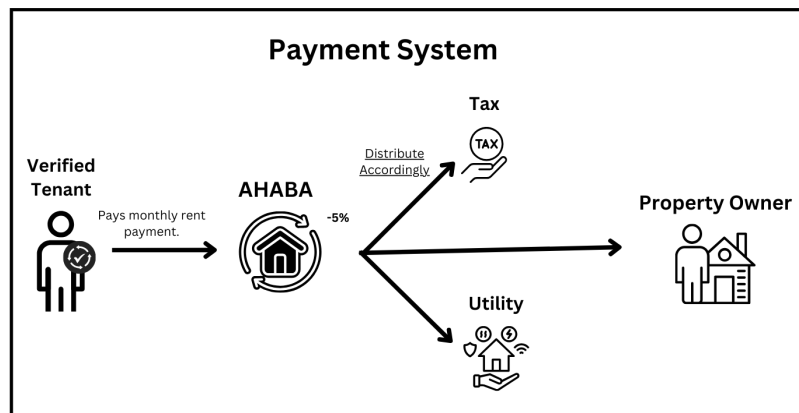 Payment System
Tax
TAX
Distribute
Accordingly
Verified
Tenant
AHABA
-5%
Pays monthly rent
payment.
Property Owner
Utility